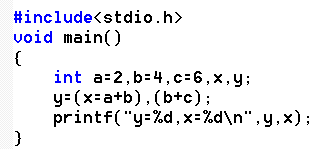 #include<stdio.h>
void main()
{
    int a=2,b=4,c=6,x,y;
    y=(x=a+b),(b+c);
    printf("y=%d,x=%d\n",y,x);
}